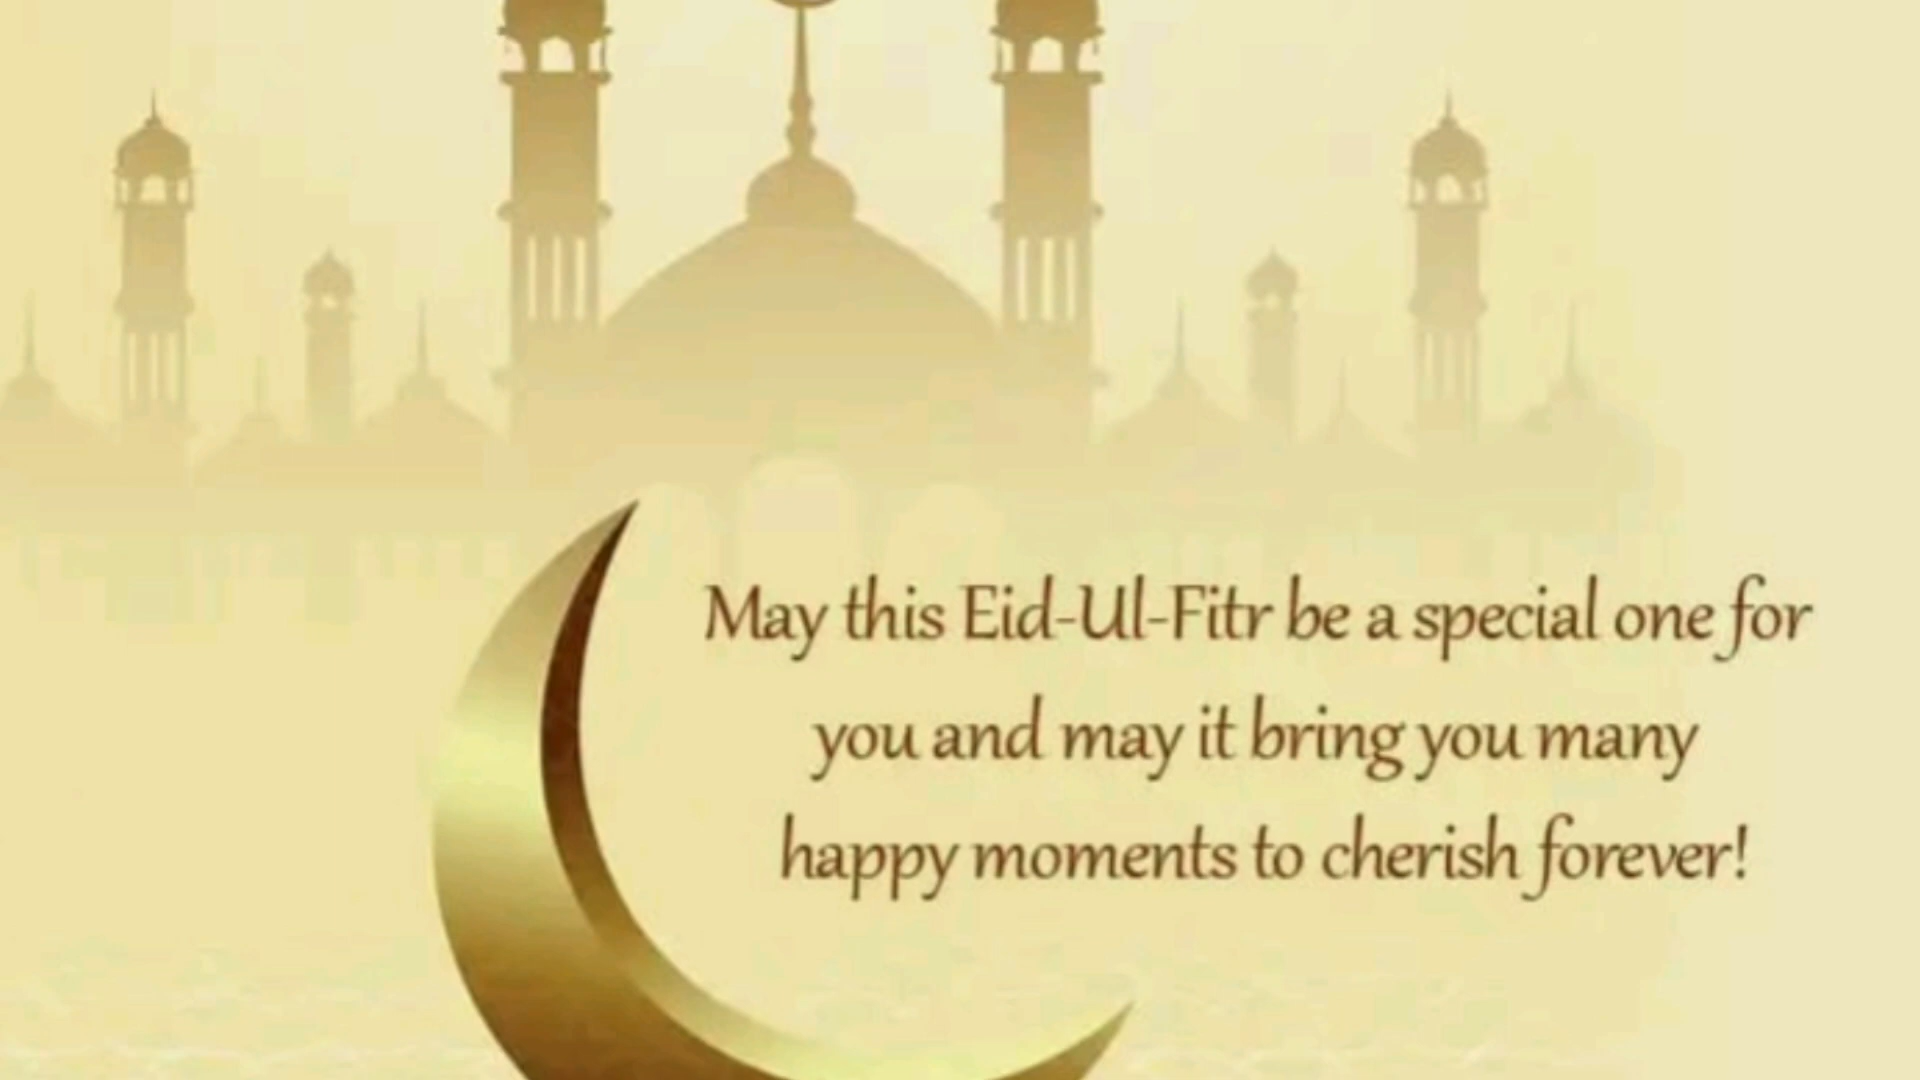 May this Eid-Ul-Fitr be a special one for
you and may it bring you many
happy moments to cherish forever!